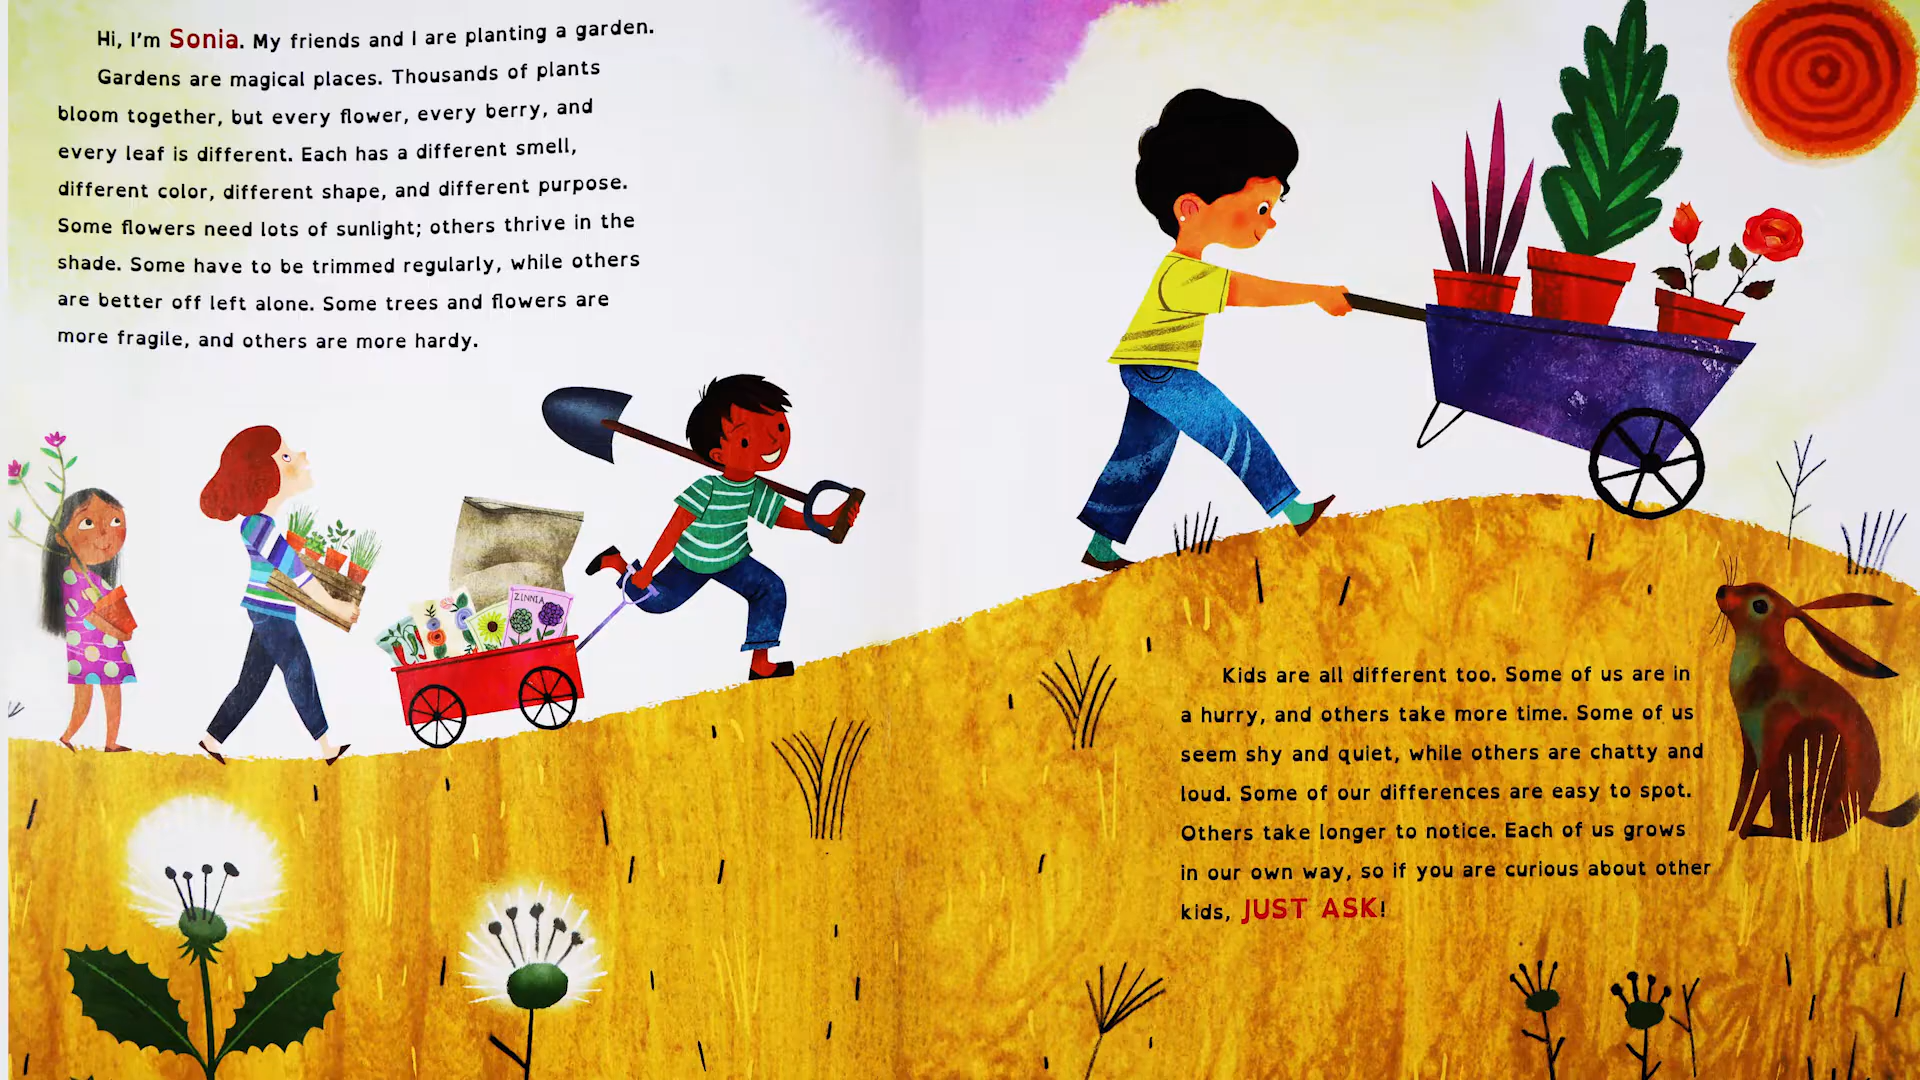 Hi, I'm Sonia. My friends and I are planting a garden.
Gardens are magical places. Thousands of plants
bloom together, but every flower, every berry, and
every leaf is different. Each has a different smell,
different color, different shape, and different purpose.
Some flowers need lots of sunlight; others thrive in the
shade. Some have to be trimmed regularly, while others
are better off left alone. Some trees and flowers are
more fragile, and others are more hardy.
ZINNIA
Kids are all different too. Some of us are in
a hurry, and others take more time. Some of us
seem shy and quiet, while others are chatty and
loud. Some of our differences are easy to spot.
Others take longer to notice. Each of us grows
in our own way, so if you are curious about other
kids, JUST ASK!